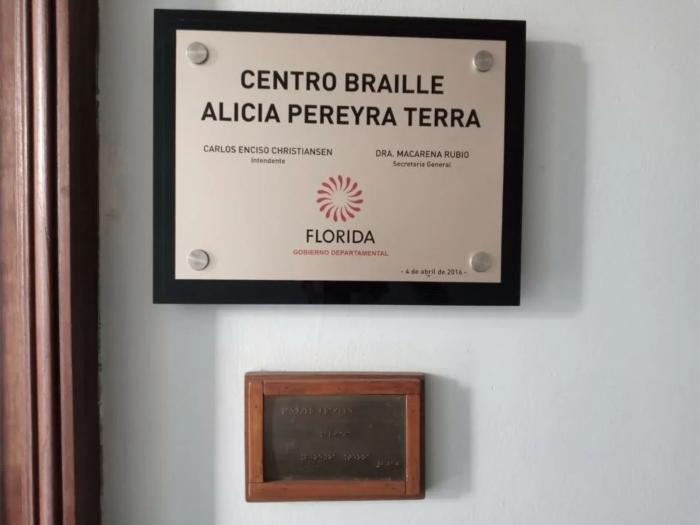 CENTRO BRAILLE
ALICIA PEREYRA TERRA
CARLOS ENCISO CHRISTIANSEN
Intendente
DRA. MACARENA RUBIO
Secretaria General
FLORIDA
GOBIERNO DEPARTAMENTAL
- 4 de abril de 2016 -